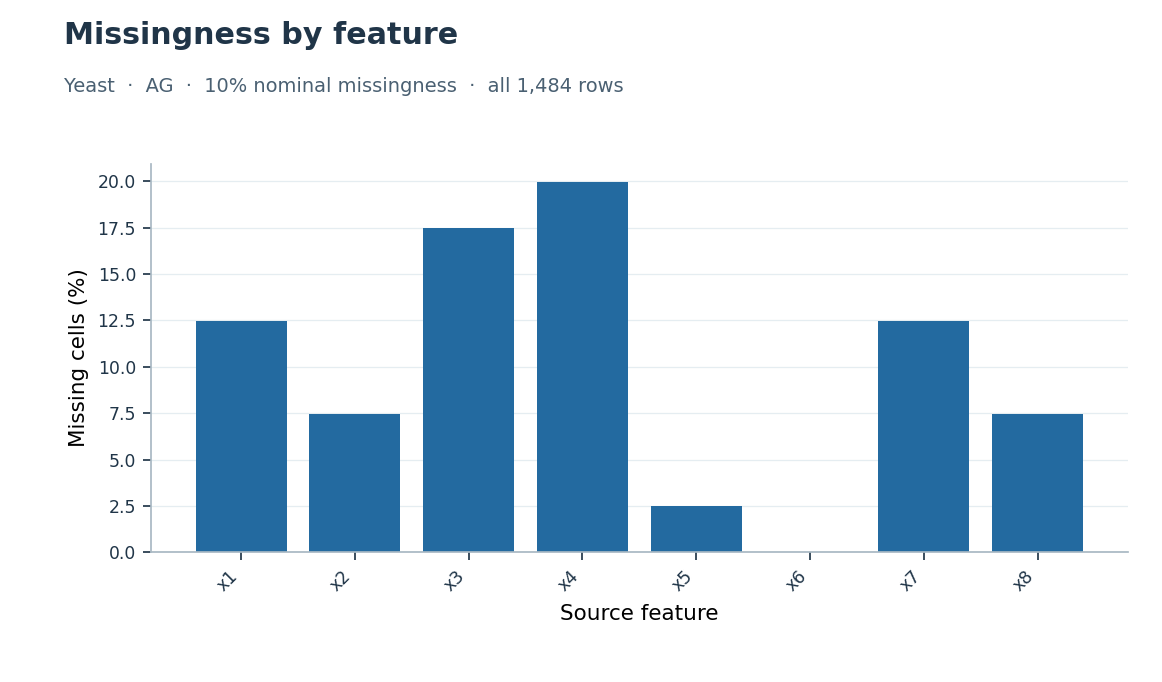 Missingness by feature
Yeast · AG · 10% nominal missingness · all 1,484 rows
20.0
17.5
15.0
12.5
10.0
7.5
5.0
2.5
0.0
Missing cells (%)
x1 x2 x3 x4 x5 x6 x7 x8
Source feature